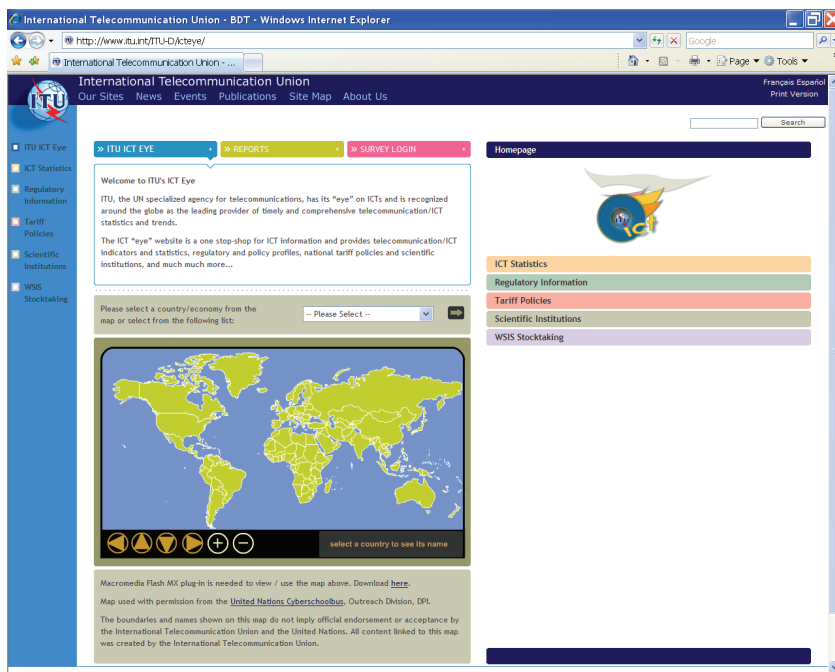 International Telecommunication Union - BDT - Windows Internet Explorer
http://www.itu.int/ITU-D/icteye/
Google
International Telecommunication Union - ...
Page
Tools
International Telecommunication Union
Our Sites News Events Publications Site Map About Us
Français Español
Print Version
ITU
Search
ITU ICT Eye
ICT Statistics
Regulatory
Information
Tariff
Policies
Scientific
Institutions
WSIS
Stocktaking
» ITU ICT EYE +
» REPORTS +
» SURVEY LOGIN +
Welcome to ITU's ICT Eye
ITU, the UN specialized agency for telecommunications, has its "eye" on ICTs and is recognized
around the globe as the leading provider of timely and comprehensive telecommunication/ICT
statistics and trends.
The ICT "eye" website is a one stop-shop for ICT information and provides telecommunication/ICT
indicators and statistics, regulatory and policy profiles, national tariff policies and scientific
institutions, and much much more...
Please select a country/economy from the
map or select from the following list:
-- Please Select --
select a country to see its name
Macromedia Flash MX plug-in is needed to view / use the map above. Download here.
Map used with permission from the United Nations Cyberschoolbus, Outreach Division, DPI.
The boundaries and names shown on this map do not imply official endorsement or acceptance by
the International Telecommunication Union and the United Nations. All content linked to this map
was created by the International Telecommunication Union.
Homepage
ITU
ict
ICT Statistics
Regulatory Information
Tariff Policies
Scientific Institutions
WSIS Stocktaking